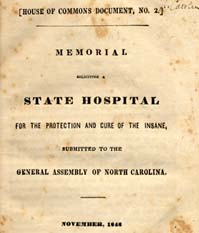 [HOUSE OF COMMONS DOCUMENT, NO. 2.]
MEMORIAL
SOLICITING A
STATE HOSPITAL
FOR THE PROTECTION AND CURE OF THE INSANE,
SUBMITTED TO THE
GENERAL ASSEMBLY OF NORTH CAROLINA.
NOVEMBER, 1848